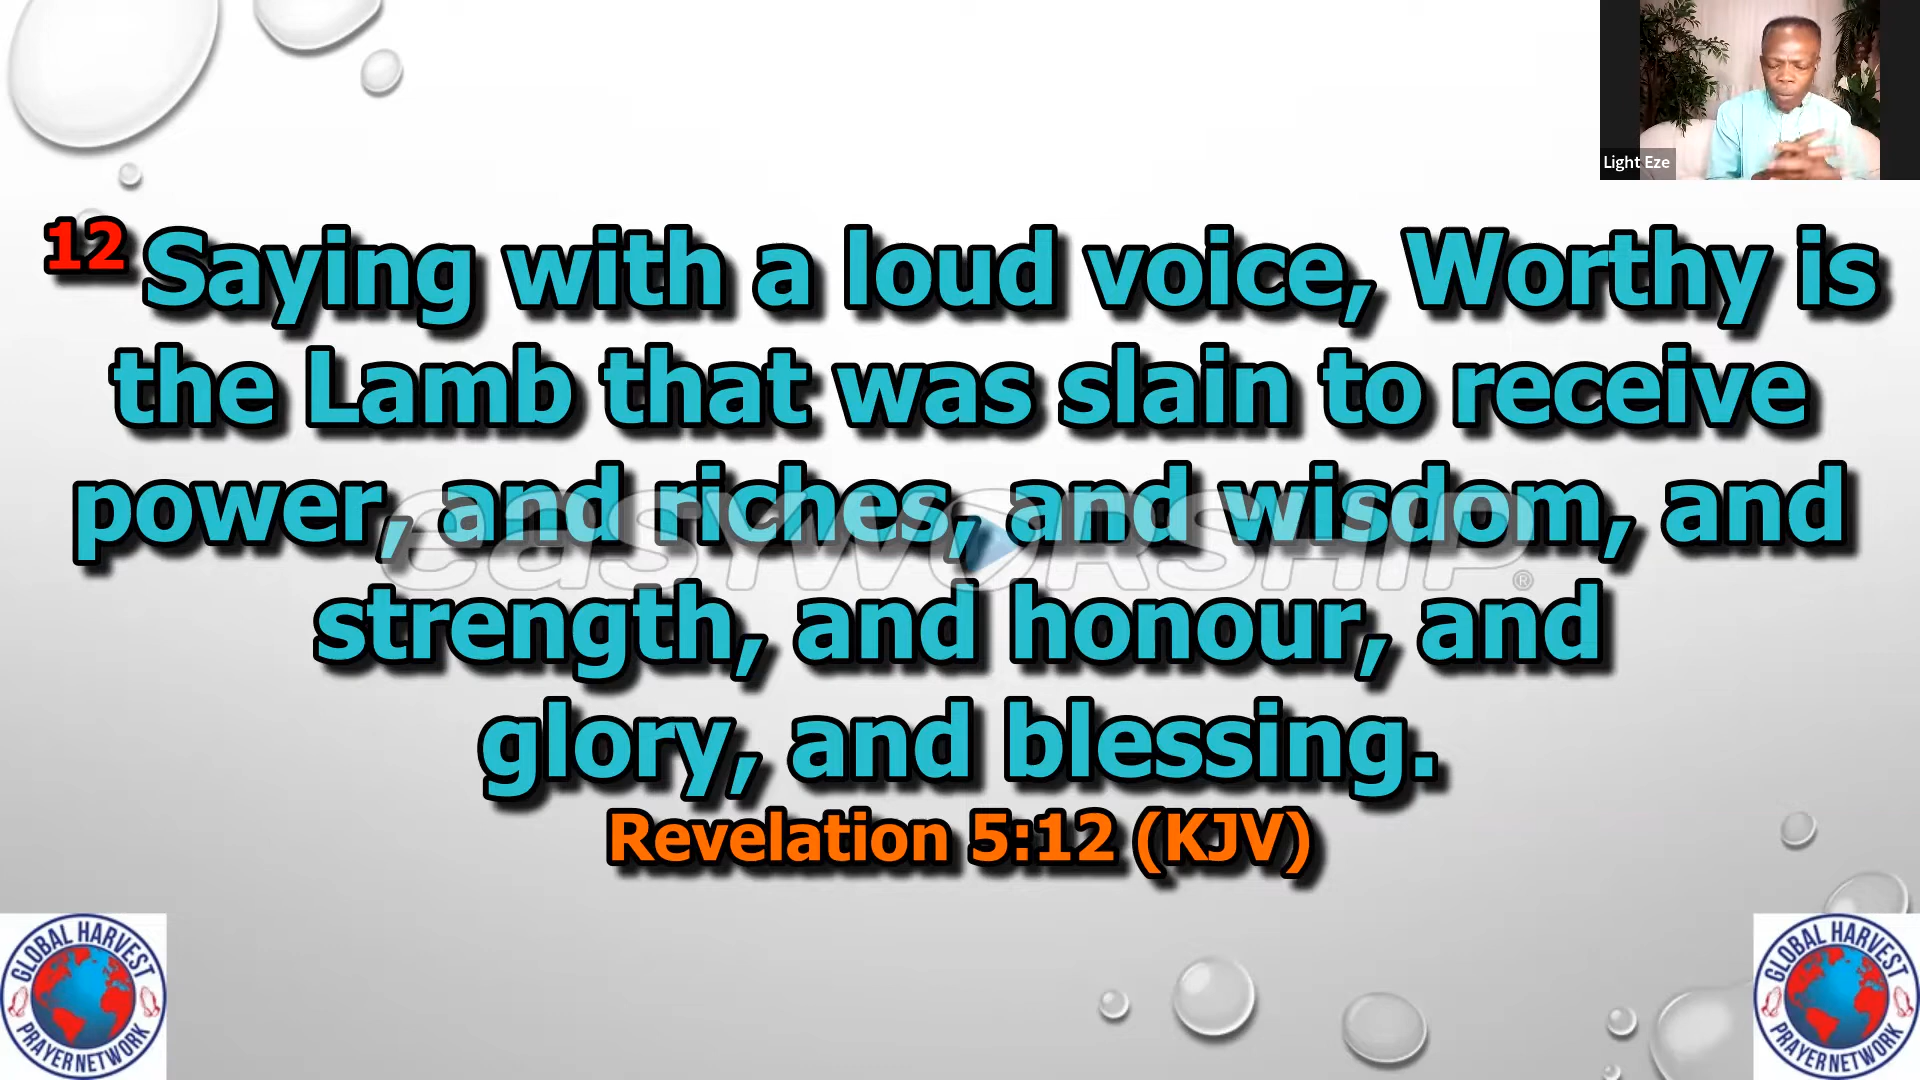 Light Eze
12 Saying with a loud voice, Worthy is
the Lamb that was slain to receive
power, and riches, and wisdom, and
strength, and honour, and
glory, and blessing.
Revelation 5:12 (KJV)
easyworship®
GLOBAL HARVEST
PRAYER NETWORK
GLOBAL HARVEST
PRAYER NETWORK